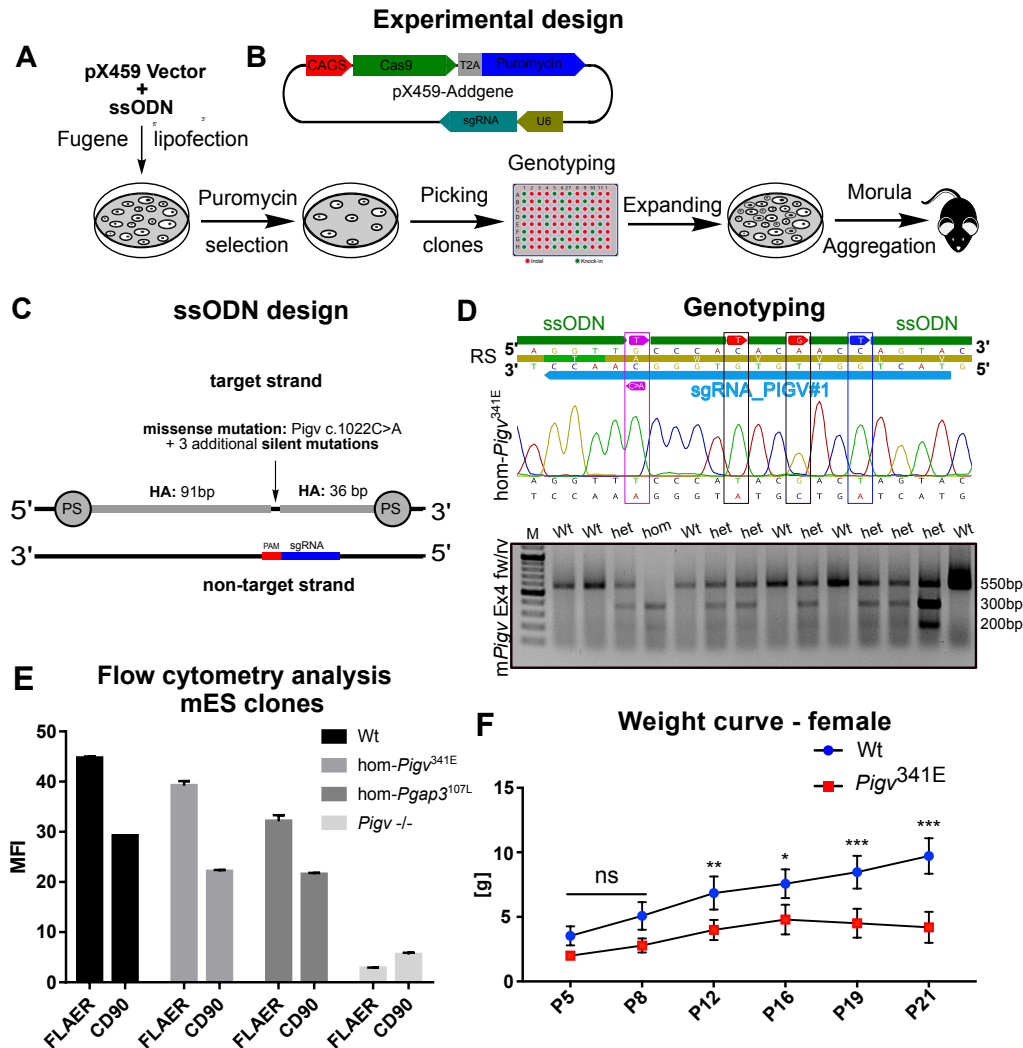 Experimental design
A
pX459 Vector
+
ssODN
5' 3'
Fugene lipofection
B
CAGS Cas9 T2A Puromycin
pX459-Addgene
sgRNA U6
Puromycin
selection
Picking
clones
Genotyping
A
B
C
D
E
F
G
H
Indel Knock-in
Expanding
Morula
Aggregation
C
ssODN design
target strand
missense mutation: Pigv c.1022C>A
+ 3 additional silent mutations
HA: 91bp HA: 36 bp
5' PS PS 3'
PAM sgRNA
3' 5'
non-target strand
D
Genotyping
ssODN T T G T ssODN
5' A G G T T G C C C A C A C A A C C A G T A C 3'
RS
3' T C C A A C G G G T G T G T T G G T C A T G 5'
C>A sgRNA_PIGV#1
hom-Pigv341E
A G G T T T C C C A T A C G A C T A G T A C
T C C A A A G G G T A T G C T G A T C A T G
M Wt Wt het hom Wt het het Wt het Wt het het het Wt
mPigv Ex4 fw/rv
550bp
300bp
200bp
E
Flow cytometry analysis
mES clones
Wt
hom-Pigv341E
hom-Pgap3107L
Pigv -/-
MFI
50
40
30
20
10
0
FLAER CD90 FLAER CD90 FLAER CD90 FLAER CD90
F
Weight curve - female
Wt
Pigv341E
[g]
15
10
5
0
ns ** * *** ***
P5 P8 P12 P16 P19 P21